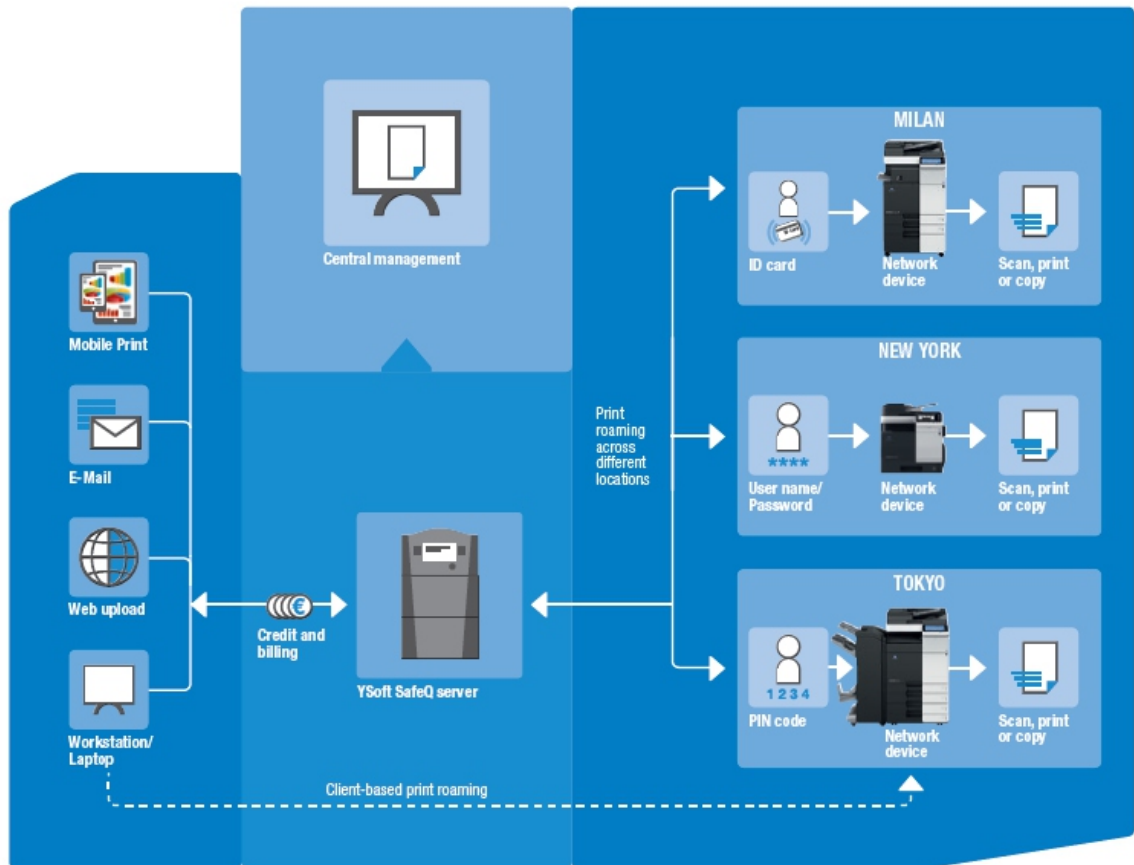 Central management
Mobile Print
E-Mail
Web upload
Workstation/
Laptop
Credit and
billing
YSoft SafeQ server
Client-based print roaming
Print
roaming
across
different
locations
MILAN
ID card
Network
device
Scan, print
or copy
NEW YORK
****
User name/
Password
Network
device
Scan, print
or copy
TOKYO
1 2 3 4
PIN code
Network
device
Scan, print
or copy